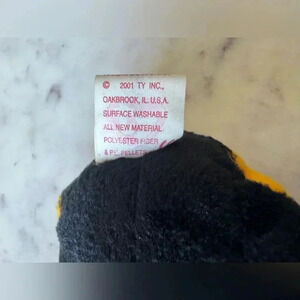 © 2001 TY INC.,
OAKBROOK, IL. U.S.A.
SURFACE WASHABLE
ALL NEW MATERIAL
POLYESTER FIBER
& P.E. PELLETS